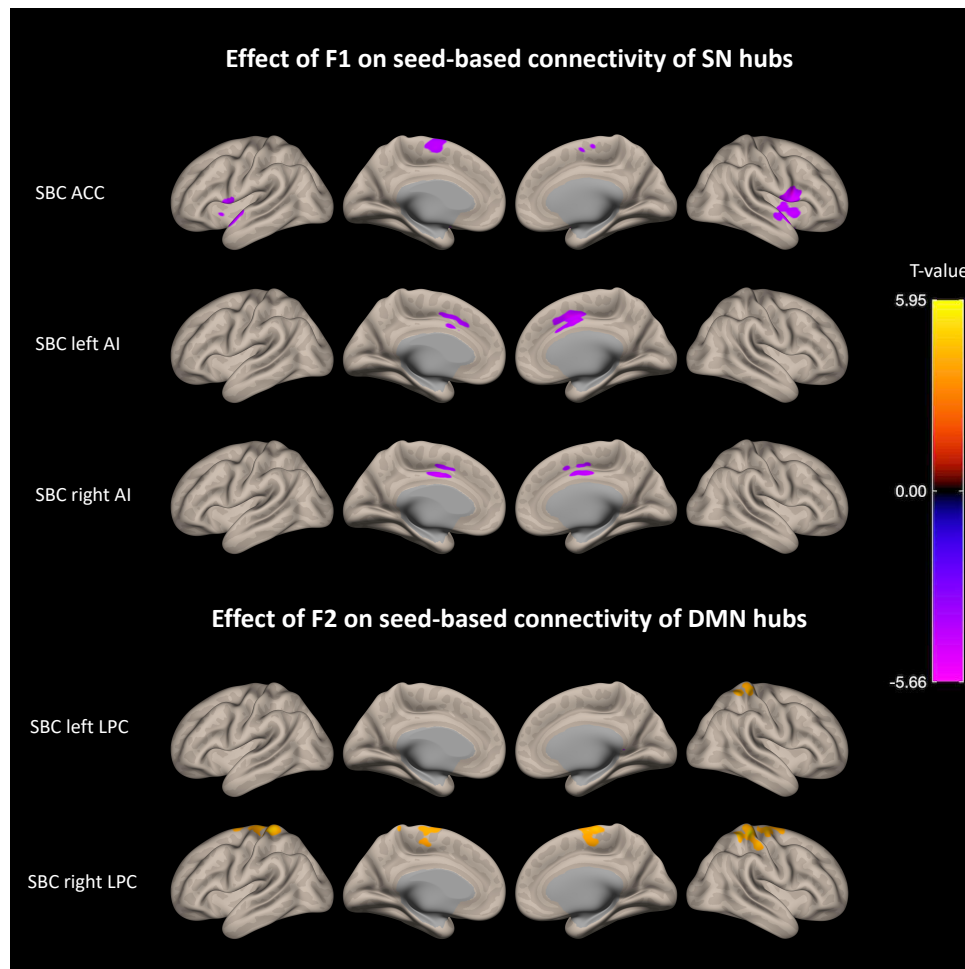 Effect of F1 on seed-based connectivity of SN hubs
SBC ACC
SBC left AI
SBC right AI
T-value
5.95
0.00
-5.66
Effect of F2 on seed-based connectivity of DMN hubs
SBC left LPC
SBC right LPC